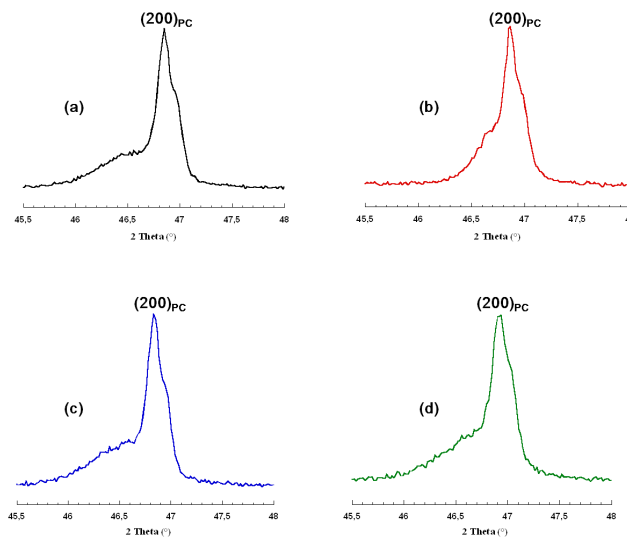 (200)PC
(a)
45,5 46 46,5 47 47,5 48
2 Theta (°)
(200)PC
(b)
45,5 46 46,5 47 47,5
2 Theta (°)
(200)PC
(c)
45,5 46 46,5 47 47,5 48
2 Theta (°)
(200)PC
(d)
45,5 46 46,5 47 47,5 48
2 Theta (°)